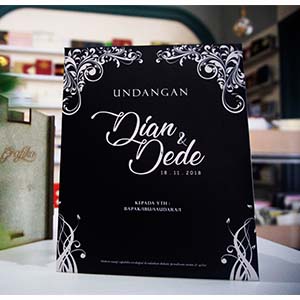 UNDANGAN
Dian
&
Dede
18 . 11 . 2018
KEPADA YTH :
BAPAK/IBU/SAUDARA/I